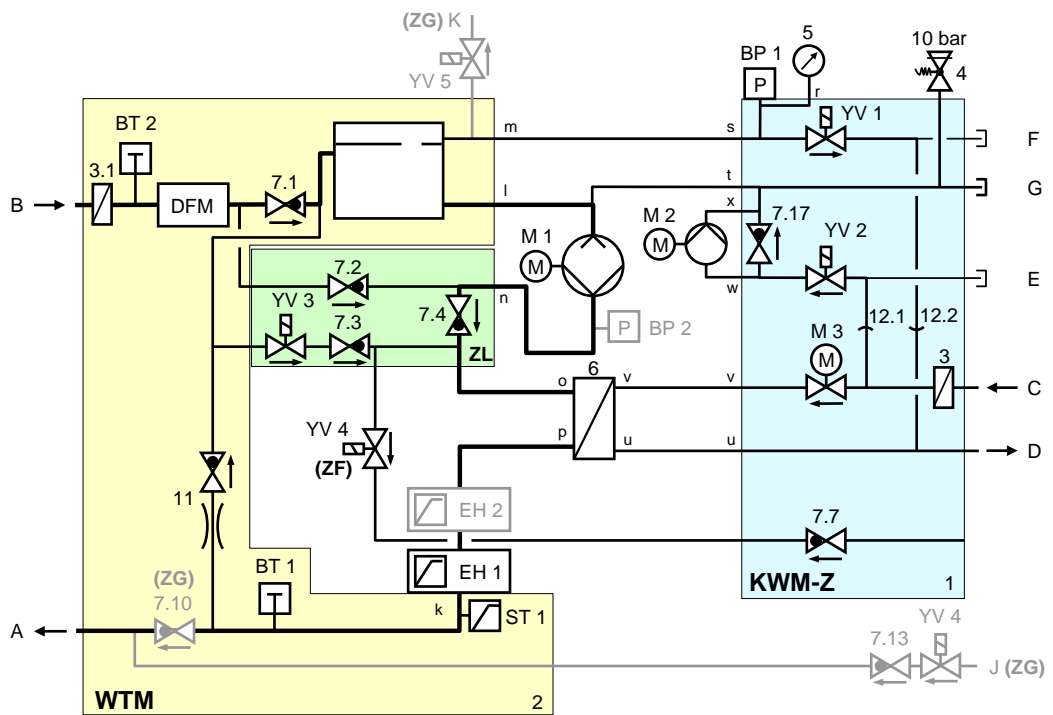 (ZG) K
5
10 bar
BP 1
P
4
YV 5
r
YV 1
BT 2
m
s
F
3.1
7.1
t
B
DFM
l
G
x
M 2
7.17
YV 2
M 1
M
M
7.2
n
w
E
YV 3
7.4
12.1
12.2
7.3
P
BP 2
M 3
ZL
M
6
3
o
v
v
C
p
YV 4
(ZF)
u
u
D
11
EH 2
7.7
BT 1
EH 1
(ZG)
7.10
KWM-Z
1
k
ST 1
YV 4
A
7.13
J (ZG)
WTM
2